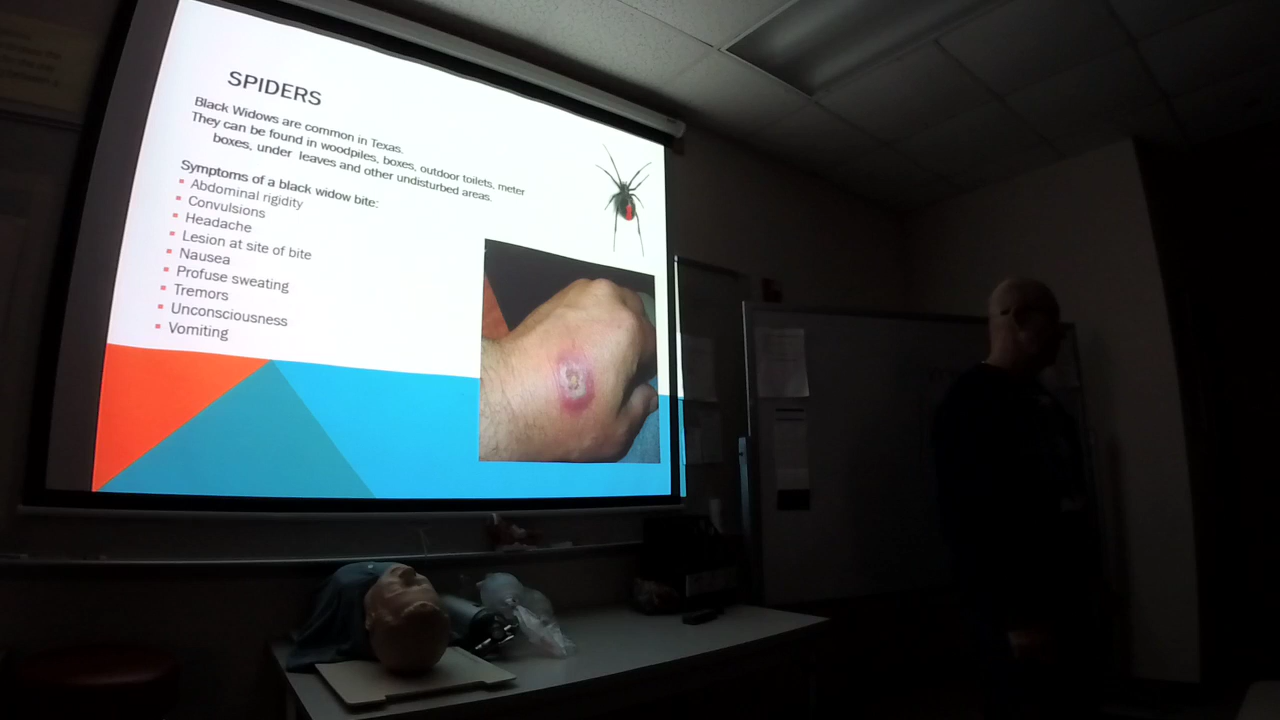 SPIDERS
Black Widows are common in Texas.
They can be found in woodpiles, boxes, outdoor toilets, meter
boxes, under leaves and other undisturbed areas.
Symptoms of a black widow bite:
Abdominal rigidity
Convulsions
Headache
Lesion at site of bite
Nausea
Profuse sweating
Tremors
Unconsciousness
Vomiting